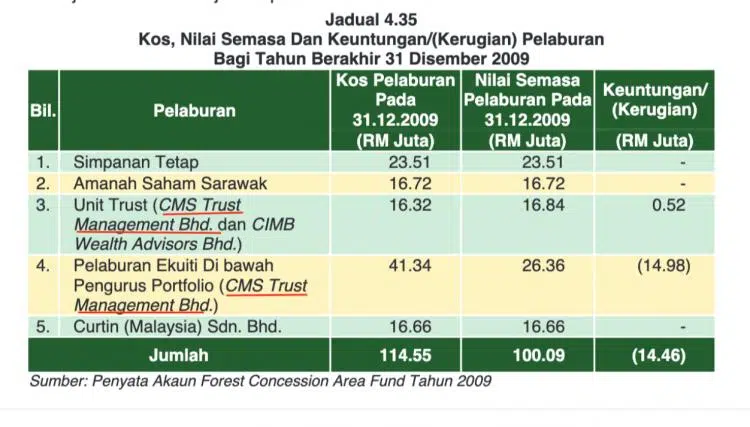 Jadual 4.35
Kos, Nilai Semasa Dan Keuntungan/(Kerugian) Pelaburan
Bagi Tahun Berakhir 31 Disember 2009
Bil. Pelaburan Kos Pelaburan Pada 31.12.2009 (RM Juta) Nilai Semasa Pelaburan Pada 31.12.2009 (RM Juta) Keuntungan/ (Kerugian) (RM Juta)
1. Simpanan Tetap 23.51 23.51 -
2. Amanah Saham Sarawak 16.72 16.72 -
3. Unit Trust (CMS Trust 16.32 16.84 0.52
Management Bhd. dan CIMB
Wealth Advisors Bhd.)
4. Pelaburan Ekuiti Di bawah 41.34 26.36 (14.98)
Pengurus Portfolio (CMS Trust
Management Bhd.)
5. Curtin (Malaysia) Sdn. Bhd. 16.66 16.66 -
Jumlah 114.55 100.09 (14.46)
Sumber: Penyata Akaun Forest Concession Area Fund Tahun 2009